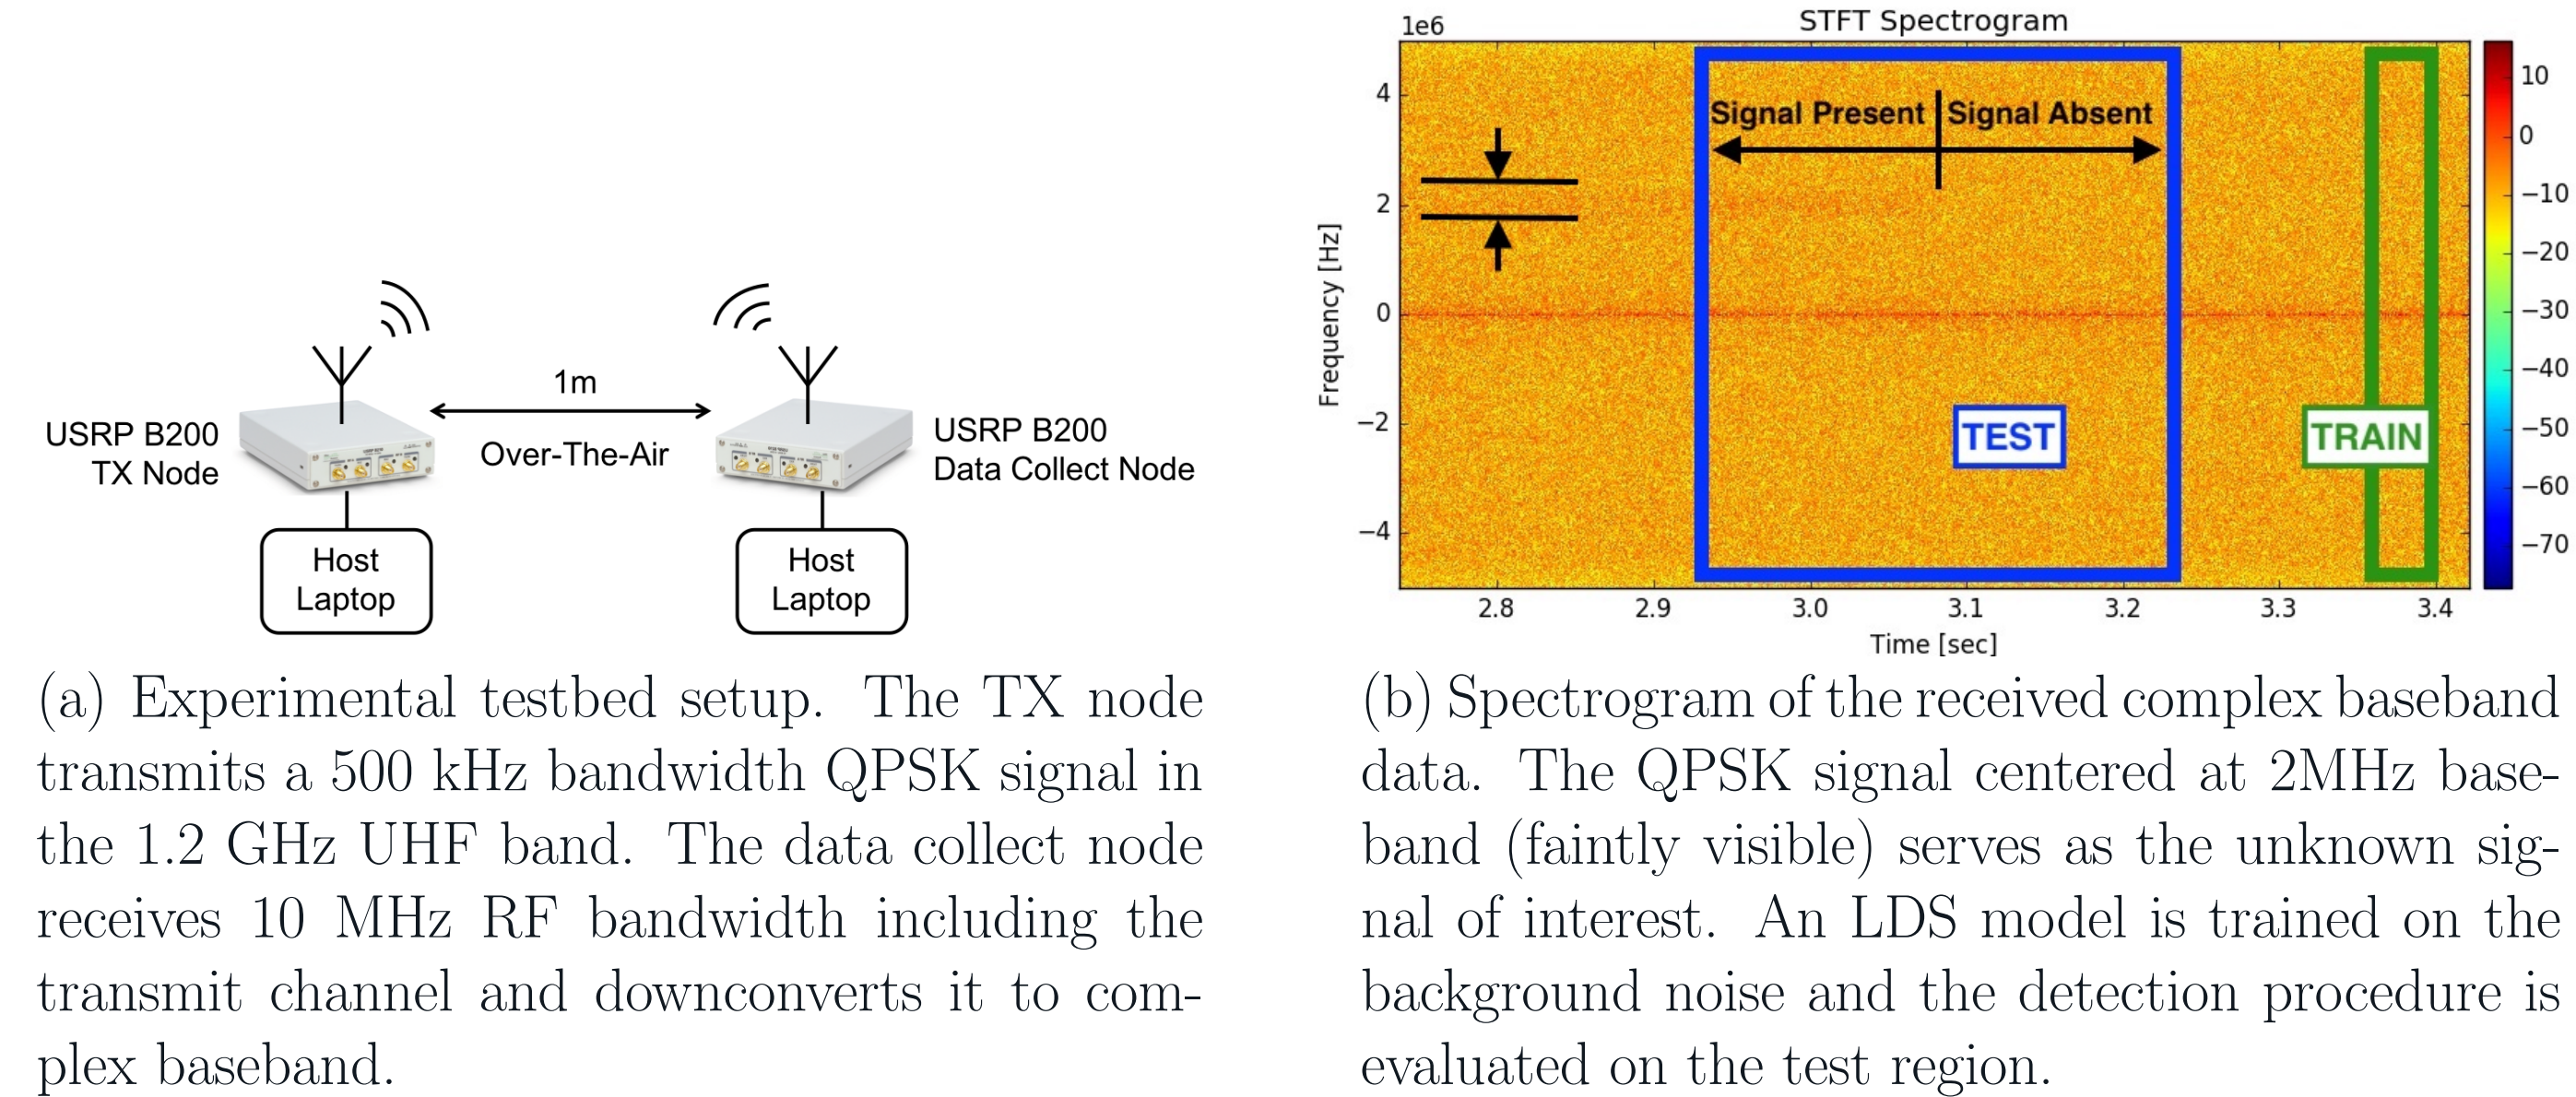 1m
Over-The-Air
USRP B200
TX Node
USRP B200
Data Collect Node
Host
Laptop
Host
Laptop
(a) Experimental testbed setup. The TX node
transmits a 500 kHz bandwidth QPSK signal in
the 1.2 GHz UHF band. The data collect node
receives 10 MHz RF bandwidth including the
transmit channel and downconverts it to com-
plex baseband.
STFT Spectrogram
1e6
Frequency [Hz]
4
2
0
−2
−4
Signal Present
Signal Absent
TEST
TRAIN
2.8 2.9 3.0 3.1 3.2 3.3 3.4
Time [sec]
10
0
−10
−20
−30
−40
−50
−60
−70
(b) Spectrogram of the received complex baseband
data. The QPSK signal centered at 2MHz base-
band (faintly visible) serves as the unknown sig-
nal of interest. An LDS model is trained on the
background noise and the detection procedure is
evaluated on the test region.